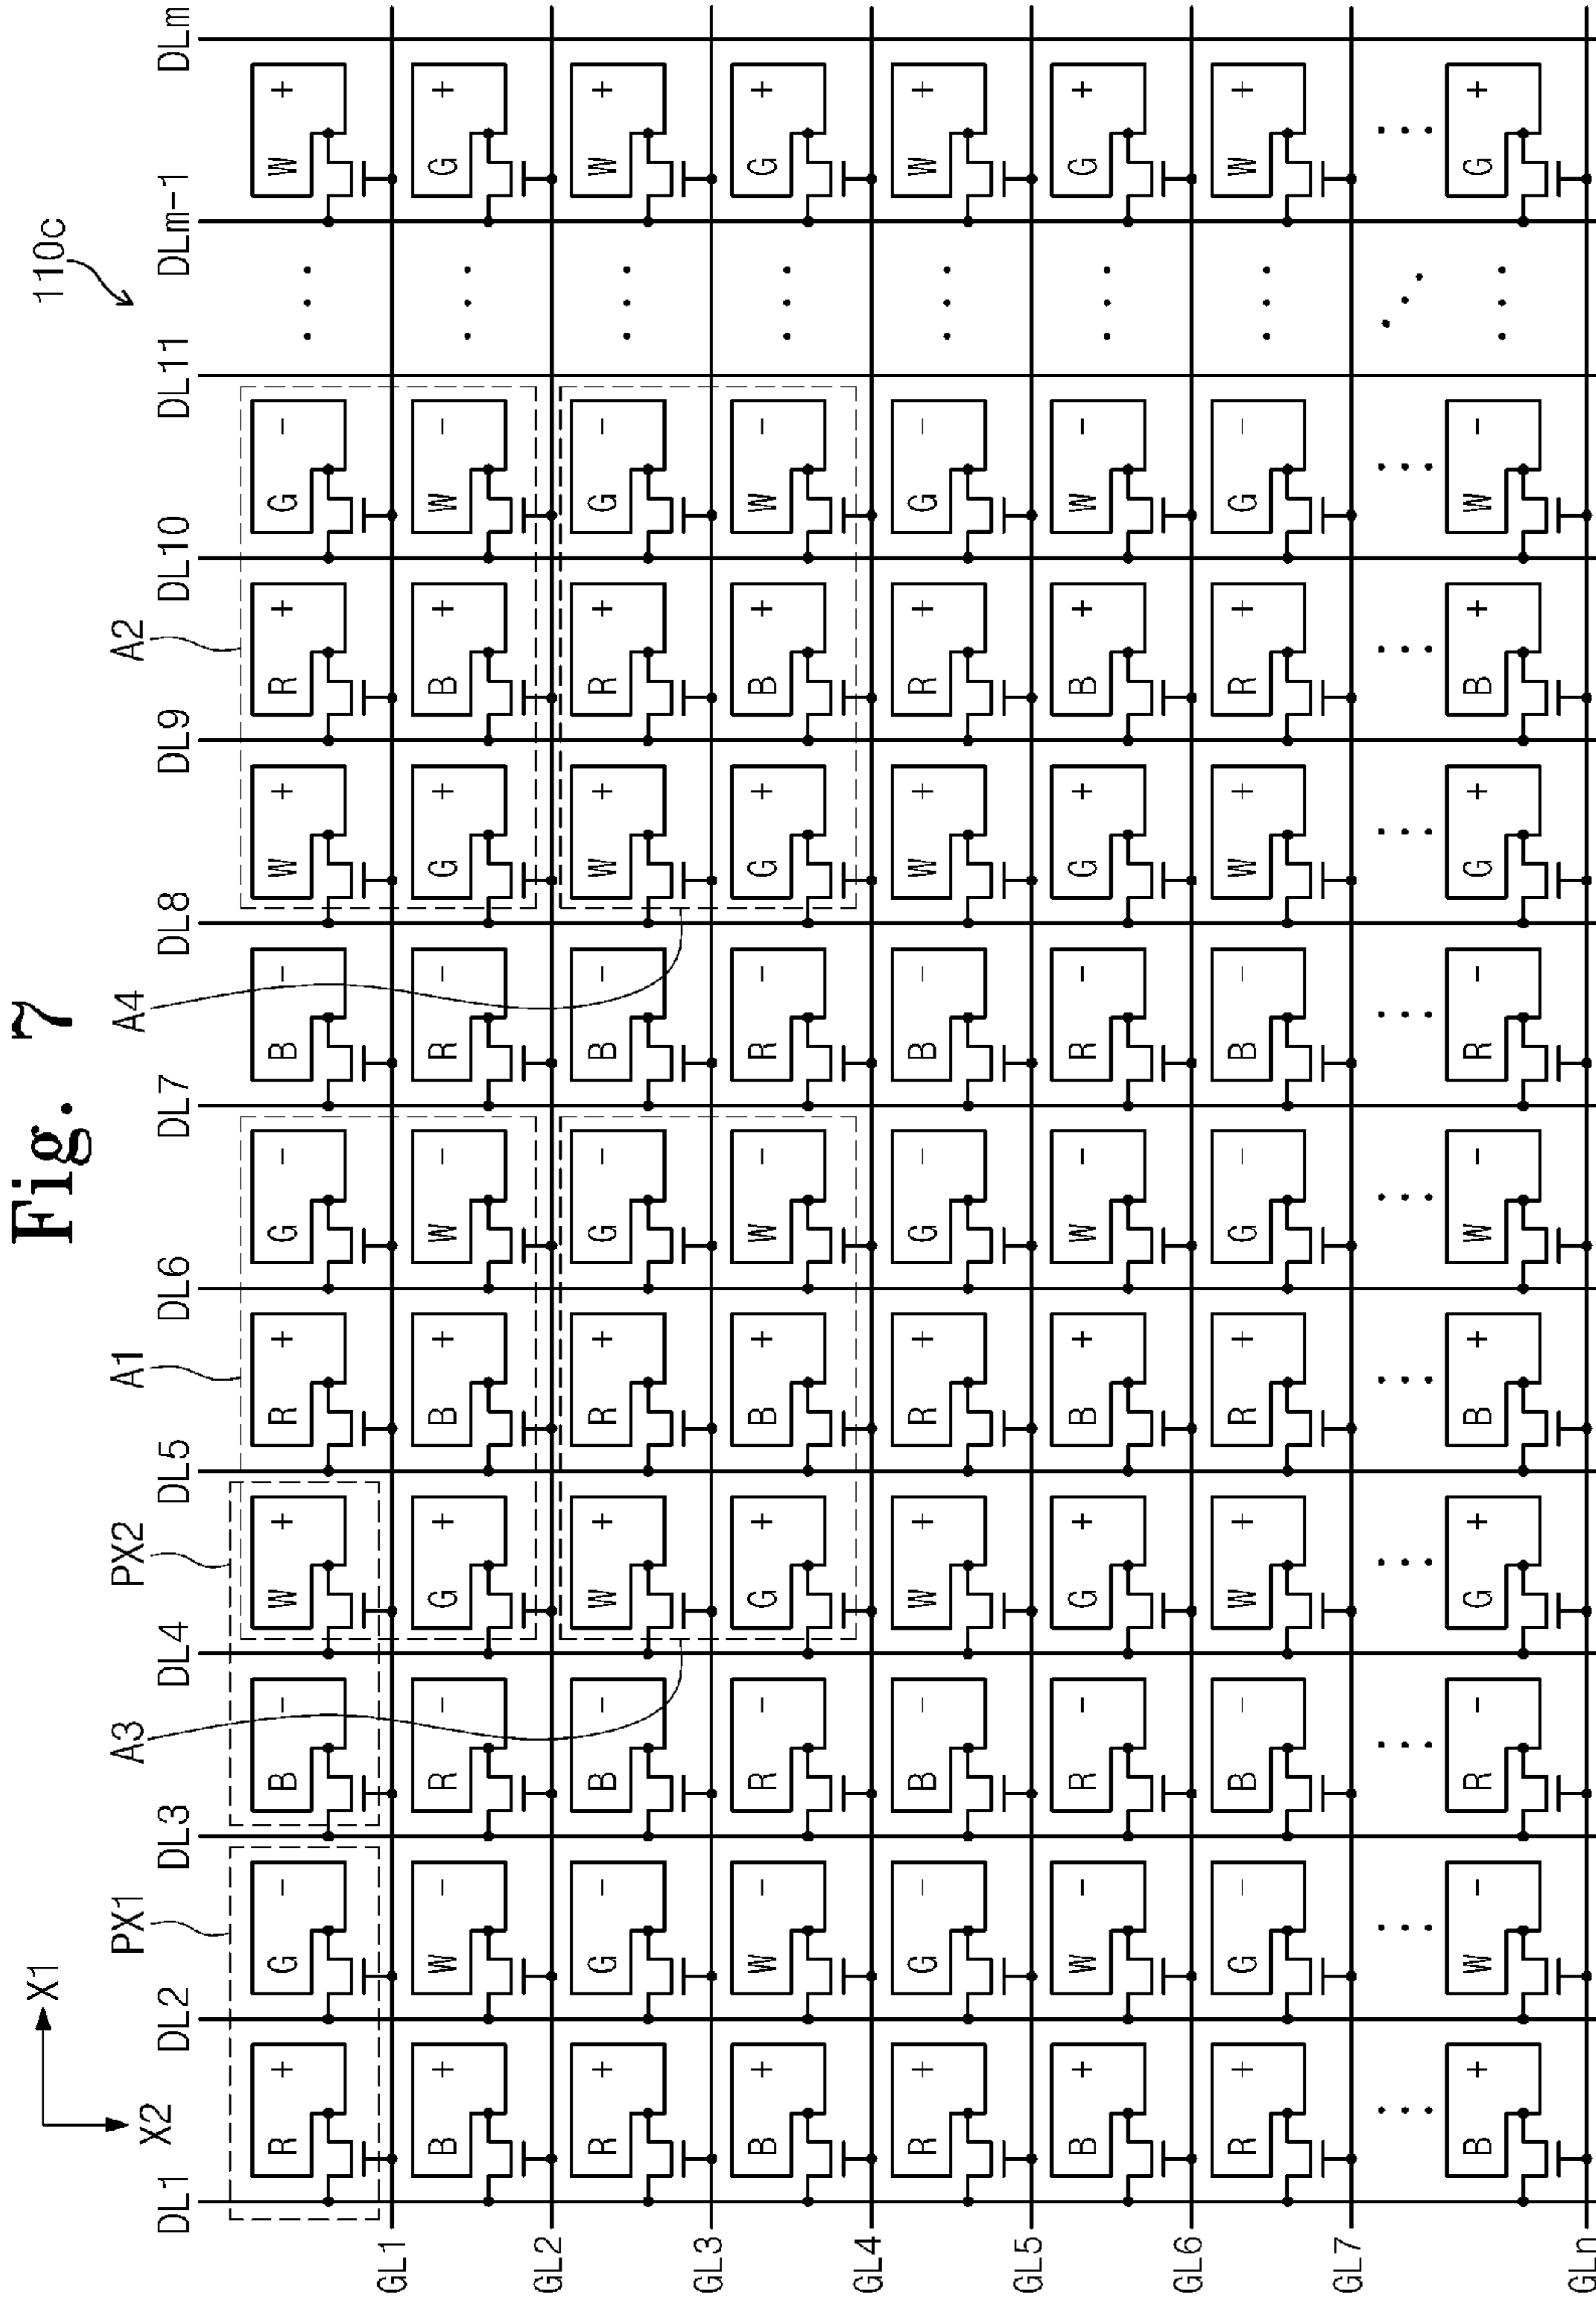 Fig. 7
X1 110c
X2 PX1 A3 PX2 A1 A4 A2
DL1 DL2 DL3 DL4 DL5 DL6 DL7 DL8 DL9 DL10 DL11 DLm-1 DLm
R + G - B - W + R + G - B - W + R + G - ... W +
GL1
B + W - R - G + B + W - R - G + B + W - ... G +
GL2
R + G - B - W + R + G - B - W + R + G - ... W +
GL3
B + W - R - G + B + W - R - G + B + W - ... G +
GL4
R + G - B - W + R + G - B - W + R + G - ... W +
GL5
B + W - R - G + B + W - R - G + B + W - ... G +
GL6
R + G - B - W + R + G - B - W + R + G - ... W +
GL7
B + W - R - G + B + W - R - G + B + W - ... G +
GLn